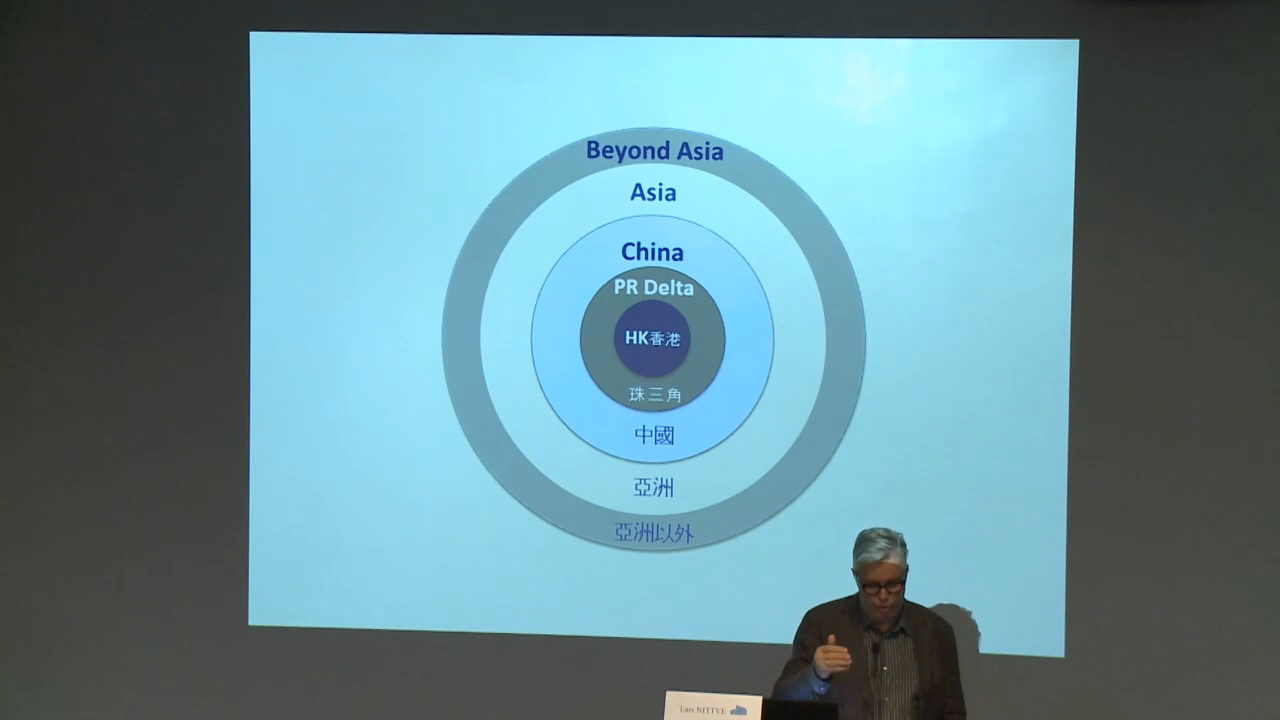 Beyond Asia
Asia
China
PR Delta
HK香港
珠三角
中國
亞洲
亞洲以外
Lars NITTVE